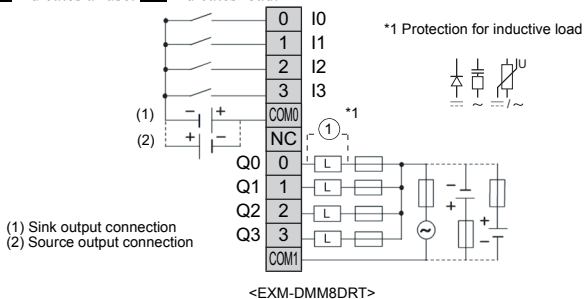 0 I0
1 I1
2 I2
3 I3
*1 Protection for inductive load
U
⎓ ~ ⎓/~
(1) − + COM0
(2) + −
NC
*1
1
Q0 0 L
Q1 1 L
Q2 2 L
Q3 3 L
COM1
− +
+ −
~
(1) Sink output connection
(2) Source output connection
<EXM-DMM8DRT>